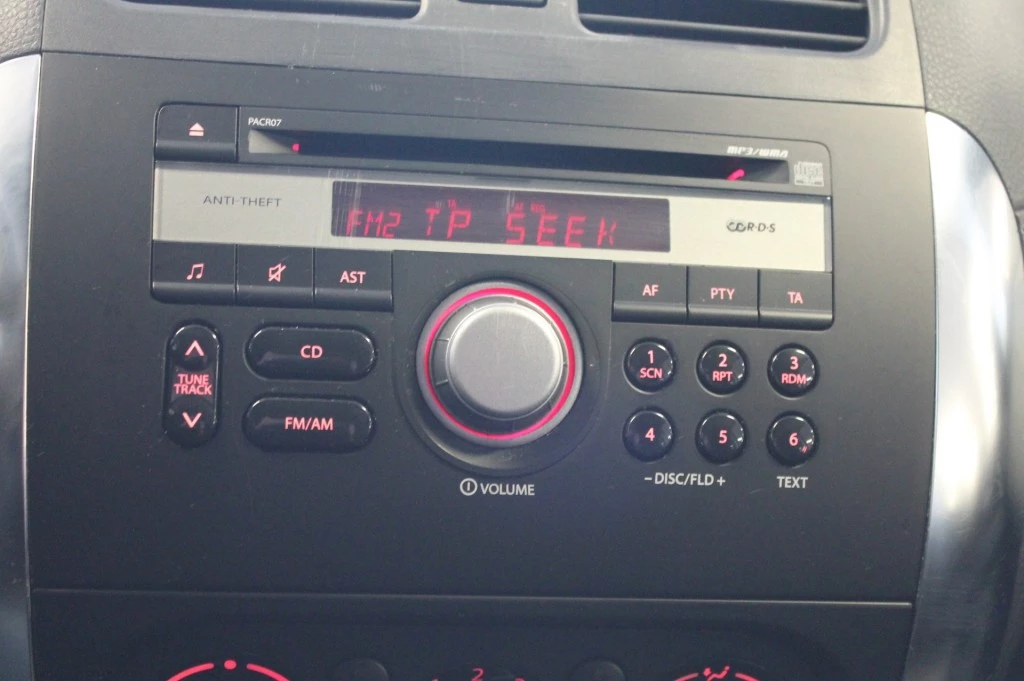 PACR07
MP3/WMA
ANTI-THEFT
FM2 TP SEEK
R·D·S
AST
AF
PTY
TA
CD
TUNE
TRACK
FM/AM
1
SCN
2
RPT
3
RDM
4
5
6
VOLUME
– DISC/FLD +
TEXT
2